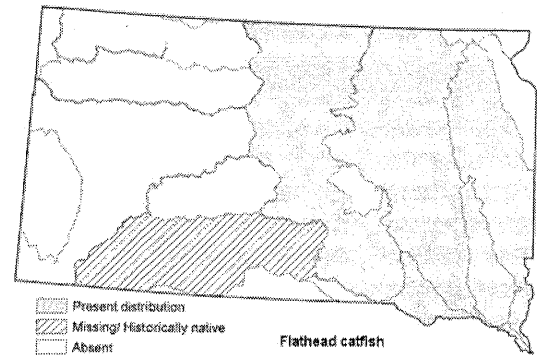 Present distribution
Missing/ Historically native
Absent
Flathead catfish